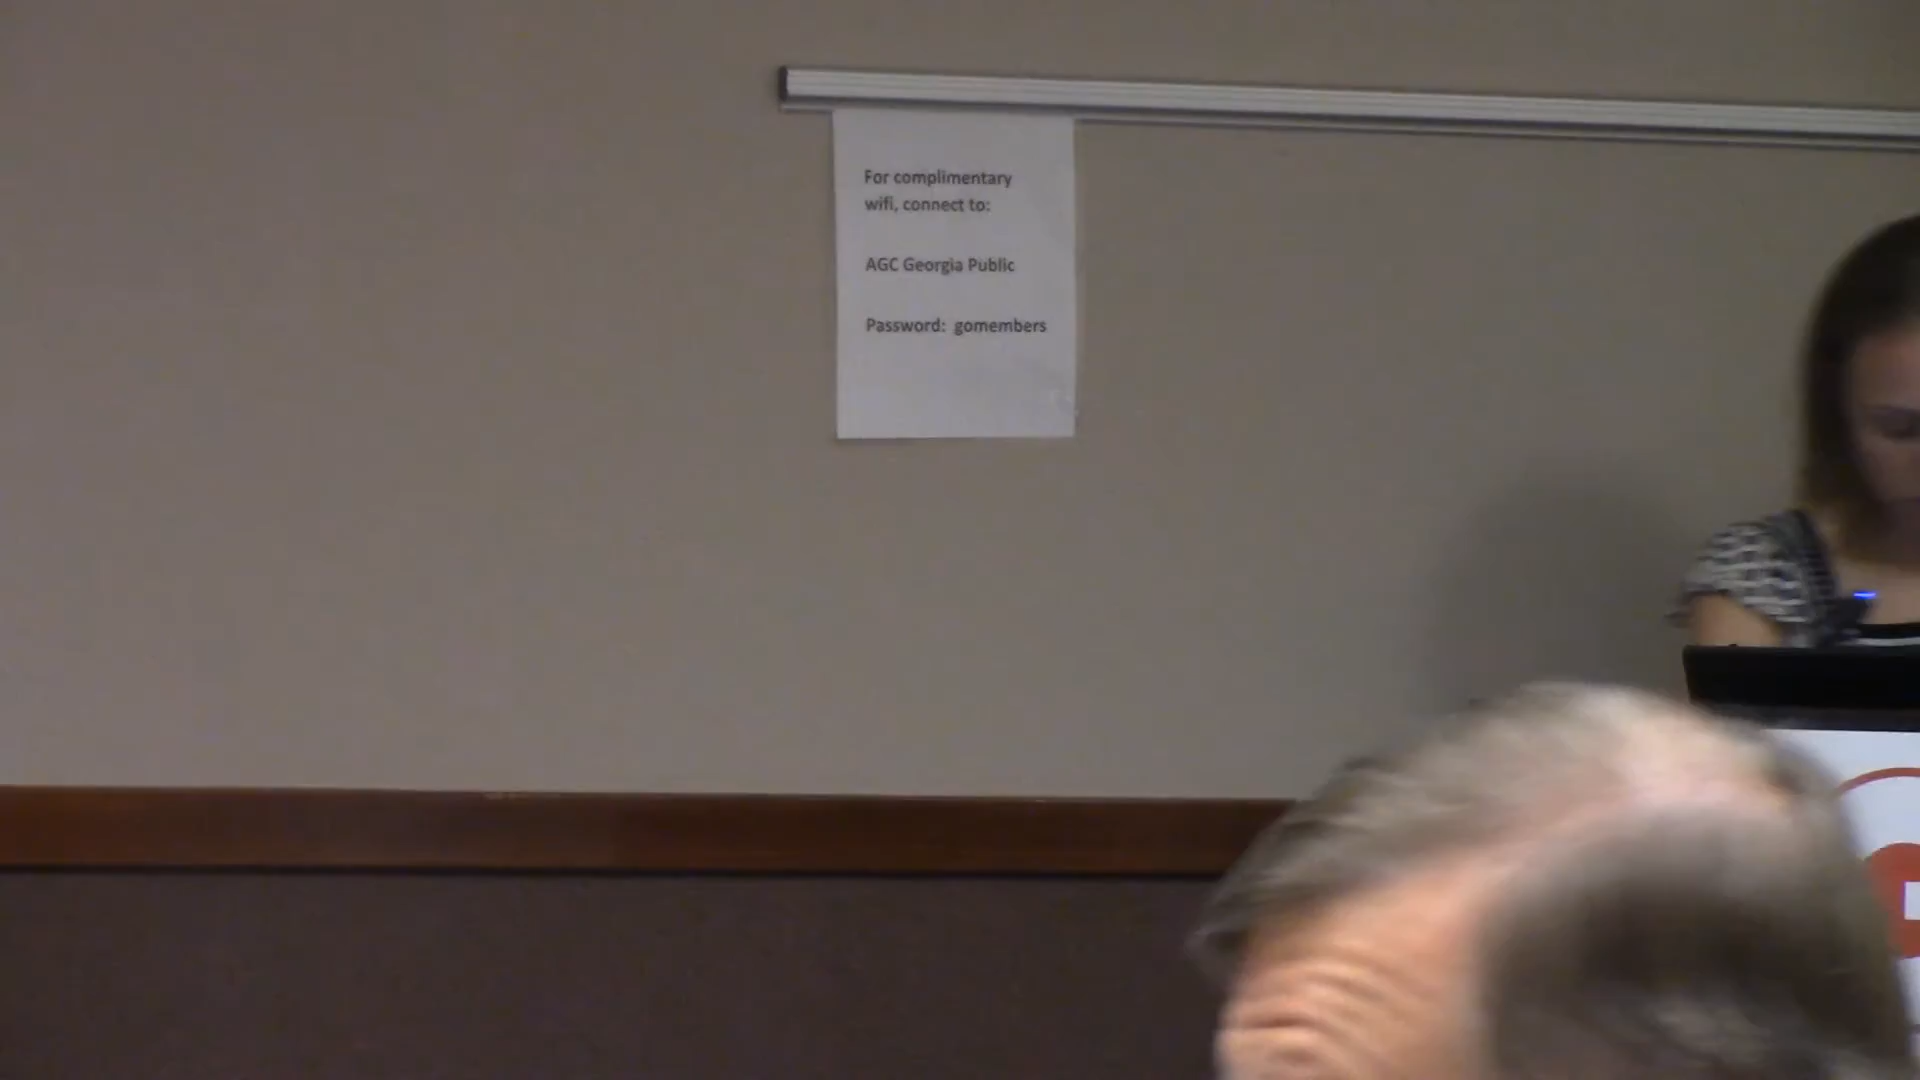 For complimentary
wifi, connect to:
AGC Georgia Public
Password: gomembers